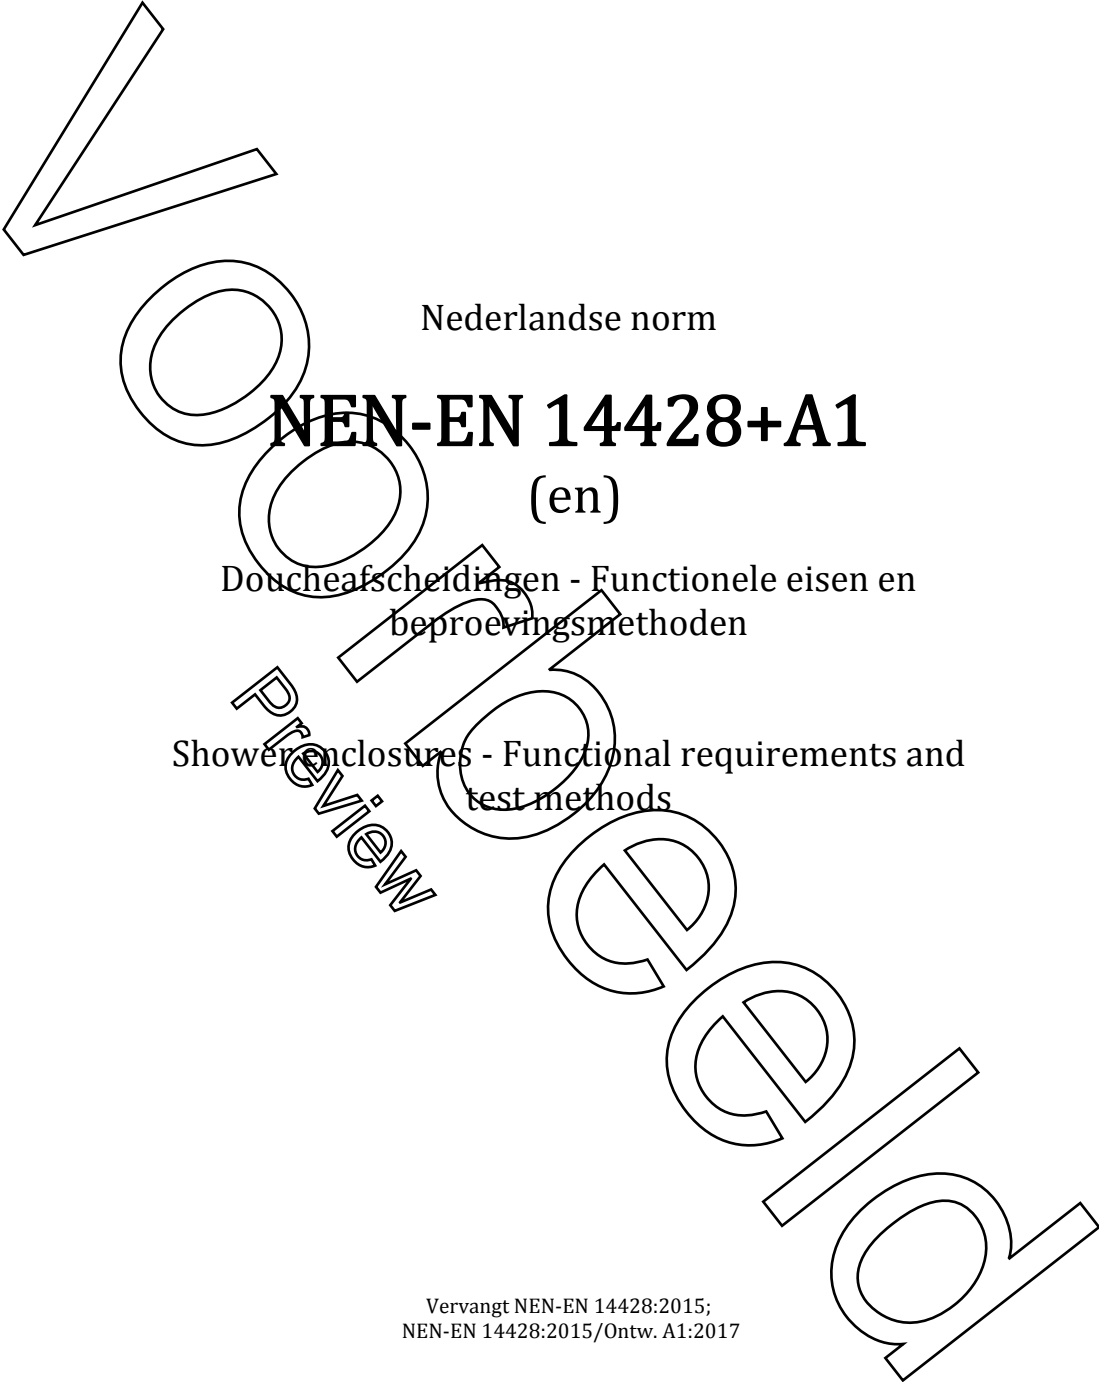 Nederlandse norm
NEN-EN 14428+A1
(en)
Doucheafscheidingen - Functionele eisen en
beproevingsmethoden
Shower enclosures - Functional requirements and
test methods
Vervangt NEN-EN 14428:2015;
NEN-EN 14428:2015/Ontw. A1:2017
Voorbeeld
Preview